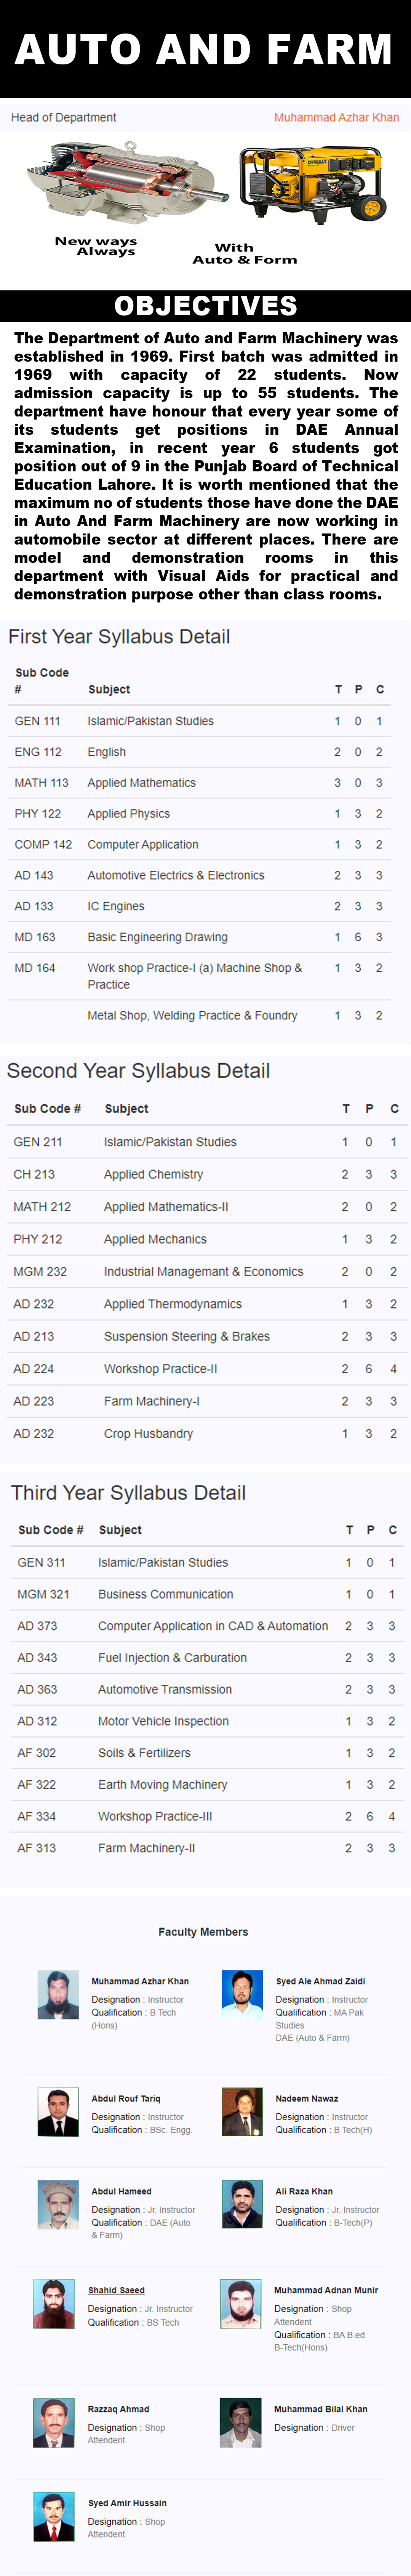 AUTO AND FARM
Head of Department Muhammad Azhar Khan
New ways
Always
With
Auto & Form
OBJECTIVES
The Department of Auto and Farm Machinery was
established in 1969. First batch was admitted in
1969 with capacity of 22 students. Now
admission capacity is up to 55 students. The
department have honour that every year some of
its students get positions in DAE Annual
Examination, in recent year 6 students got
position out of 9 in the Punjab Board of Technical
Education Lahore. It is worth mentioned that the
maximum no of students those have done the DAE
in Auto And Farm Machinery are now working in
automobile sector at different places. There are
model and demonstration rooms in this
department with Visual Aids for practical and
demonstration purpose other than class rooms.
First Year Syllabus Detail
Sub Code
# Subject T P C
GEN 111 Islamic/Pakistan Studies 1 0 1
ENG 112 English 2 0 2
MATH 113 Applied Mathematics 3 0 3
PHY 122 Applied Physics 1 3 2
COMP 142 Computer Application 1 3 2
AD 143 Automotive Electrics & Electronics 2 3 3
AD 133 IC Engines 2 3 3
MD 163 Basic Engineering Drawing 1 6 3
MD 164 Work shop Practice-I (a) Machine Shop & 1 3 2
Practice
Metal Shop, Welding Practice & Foundry 1 3 2
Second Year Syllabus Detail
Sub Code # Subject T P C
GEN 211 Islamic/Pakistan Studies 1 0 1
CH 213 Applied Chemistry 2 3 3
MATH 212 Applied Mathematics-II 2 0 2
PHY 212 Applied Mechanics 1 3 2
MGM 232 Industrial Managemant & Economics 2 0 2
AD 232 Applied Thermodynamics 1 3 2
AD 213 Suspension Steering & Brakes 2 3 3
AD 224 Workshop Practice-II 2 6 4
AD 223 Farm Machinery-I 2 3 3
AD 232 Crop Husbandry 1 3 2
Third Year Syllabus Detail
Sub Code # Subject T P C
GEN 311 Islamic/Pakistan Studies 1 0 1
MGM 321 Business Communication 1 0 1
AD 373 Computer Application in CAD & Automation 2 3 3
AD 343 Fuel Injection & Carburation 2 3 3
AD 363 Automotive Transmission 2 3 3
AD 312 Motor Vehicle Inspection 1 3 2
AF 302 Soils & Fertilizers 1 3 2
AF 322 Earth Moving Machinery 1 3 2
AF 334 Workshop Practice-III 2 6 4
AF 313 Farm Machinery-II 2 3 3
Faculty Members
Muhammad Azhar Khan
Designation : Instructor
Qualification : B Tech
(Hons)
Syed Ale Ahmad Zaidi
Designation : Instructor
Qualification : MA Pak
Studies
DAE (Auto & Farm)
Abdul Rouf Tariq
Designation : Instructor
Qualification : BSc. Engg.
Nadeem Nawaz
Designation : Instructor
Qualification : B Tech(H)
Abdul Hameed
Designation : Jr. Instructor
Qualification : DAE (Auto
& Farm)
Ali Raza Khan
Designation : Jr. Instructor
Qualification : B-Tech(P)
Shahid Saeed
Designation : Jr. Instructor
Qualification : BS Tech
Muhammad Adnan Munir
Designation : Shop
Attendent
Qualification : BA B.ed
B-Tech(Hons)
Razzaq Ahmad
Designation : Shop
Attendent
Muhammad Bilal Khan
Designation : Driver
Syed Amir Hussain
Designation : Shop
Attendent